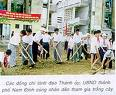 Các đồng chí lãnh đạo Thành ủy, UBND thành
phố Nam Định cùng nhân dân tham gia trồng cây.